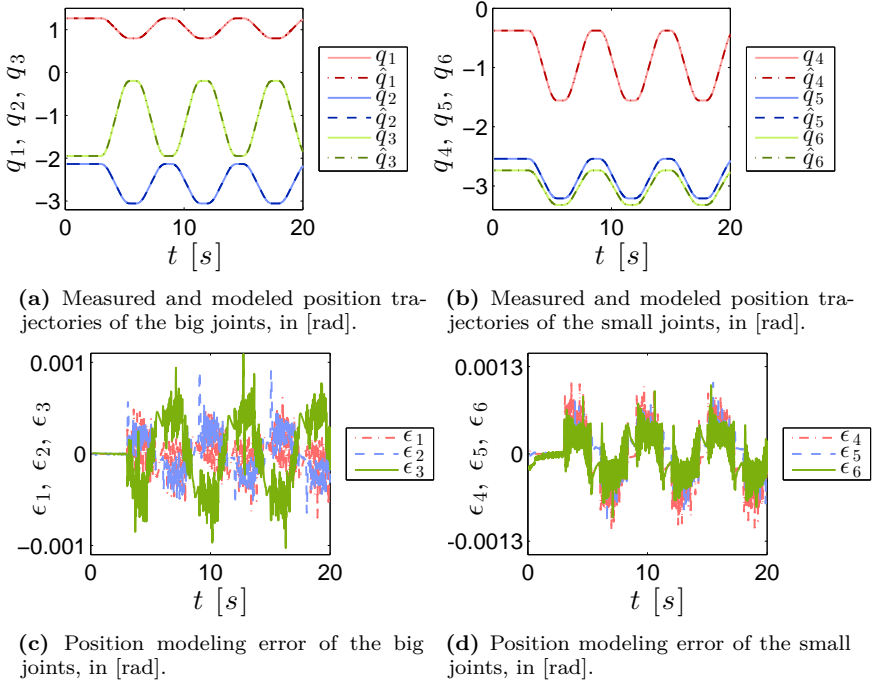 1
0
−1
−2
−3
q1, q2, q3
0 10 20
t [s]
q1
q̂1
q2
q̂2
q3
q̂3
(a) Measured and modeled position tra-
jectories of the big joints, in [rad].
0
−1
−2
−3
q4, q5, q6
0 10 20
t [s]
q4
q̂4
q5
q̂5
q6
q̂6
(b) Measured and modeled position tra-
jectories of the small joints, in [rad].
0.001
0
−0.001
ϵ1, ϵ2, ϵ3
0 10 20
t [s]
ϵ1
ϵ2
ϵ3
(c) Position modeling error of the big
joints, in [rad].
0.0013
0
−0.0013
ϵ4, ϵ5, ϵ6
0 10 20
t [s]
ϵ4
ϵ5
ϵ6
(d) Position modeling error of the small
joints, in [rad].